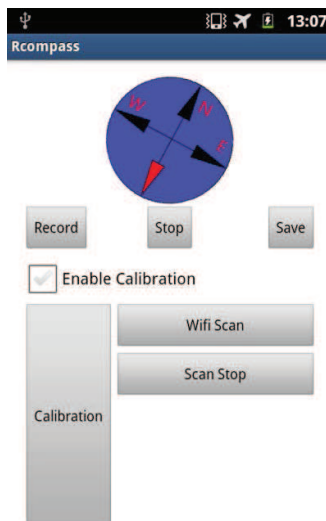 13:07
Rcompass
W N
E
Record Stop Save
Enable Calibration
Wifi Scan
Scan Stop
Calibration